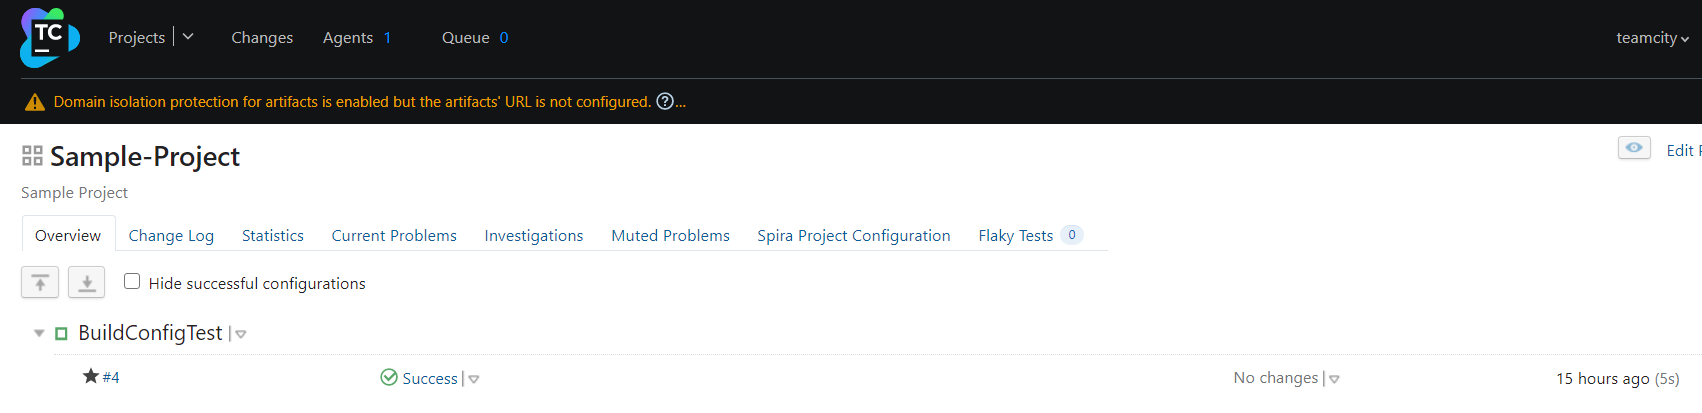 TC Projects Changes Agents 1 Queue 0 teamcity
Domain isolation protection for artifacts is enabled but the artifacts' URL is not configured. ? ...
Sample-Project
Edit
Sample Project
Overview Change Log Statistics Current Problems Investigations Muted Problems Spira Project Configuration Flaky Tests 0
Hide successful configurations
BuildConfigTest
#4 Success No changes 15 hours ago (5s)